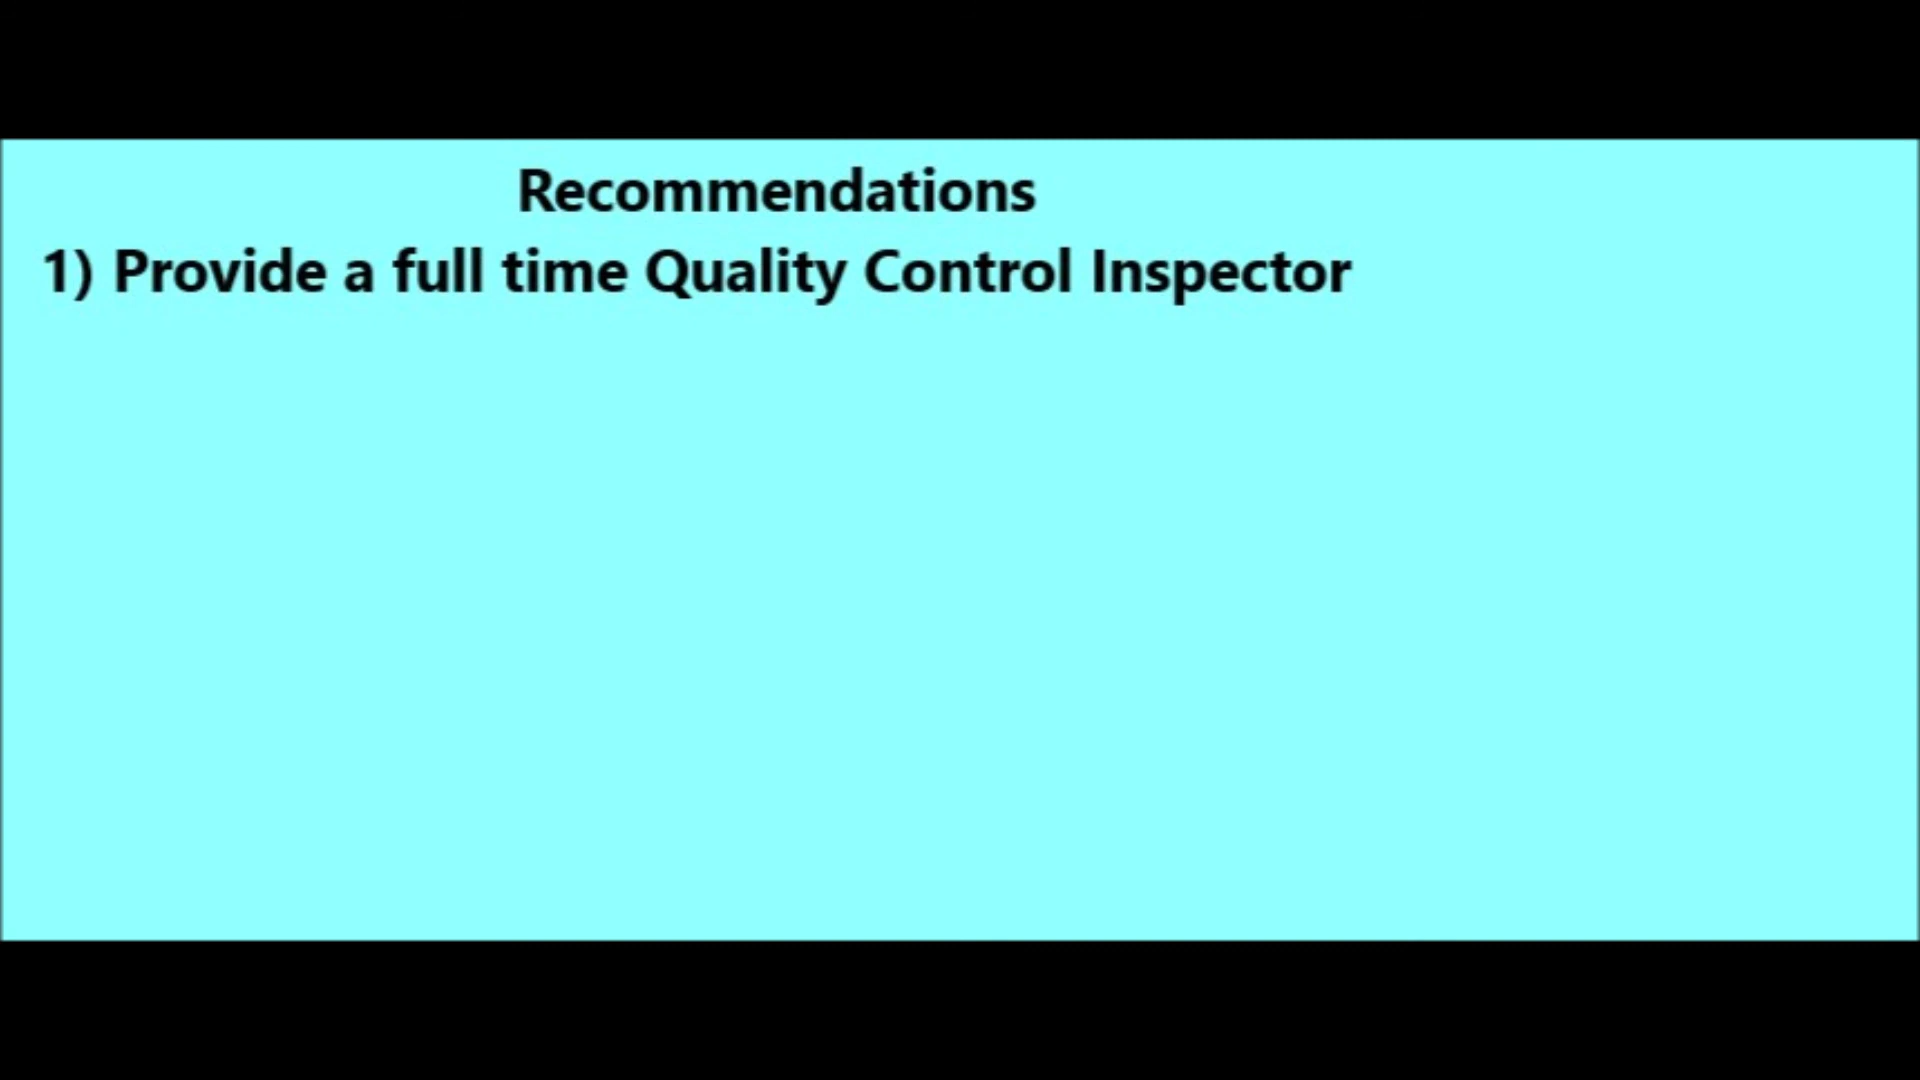 Recommendations
1) Provide a full time Quality Control Inspector